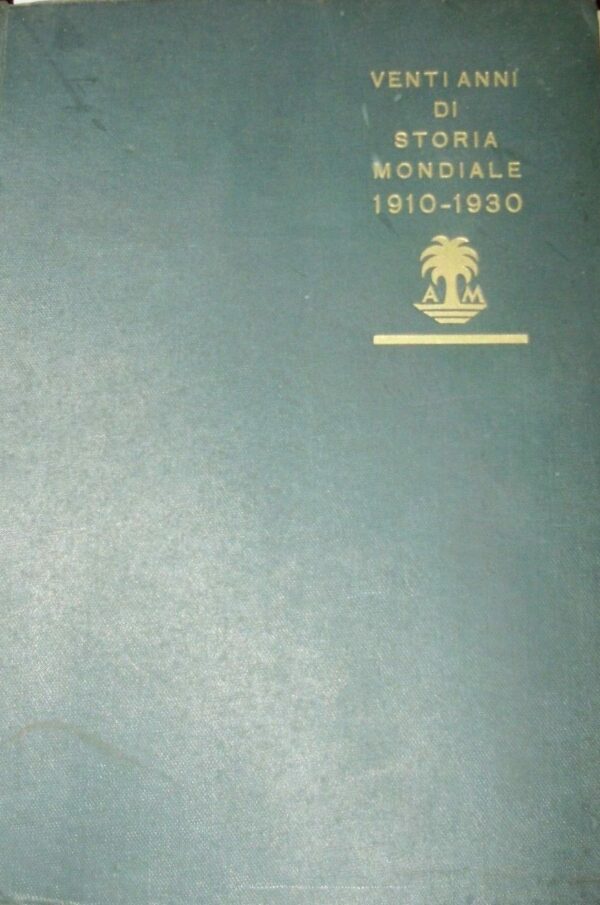 VENTI ANNI
DI
STORIA
MONDIALE
1910-1930
A M